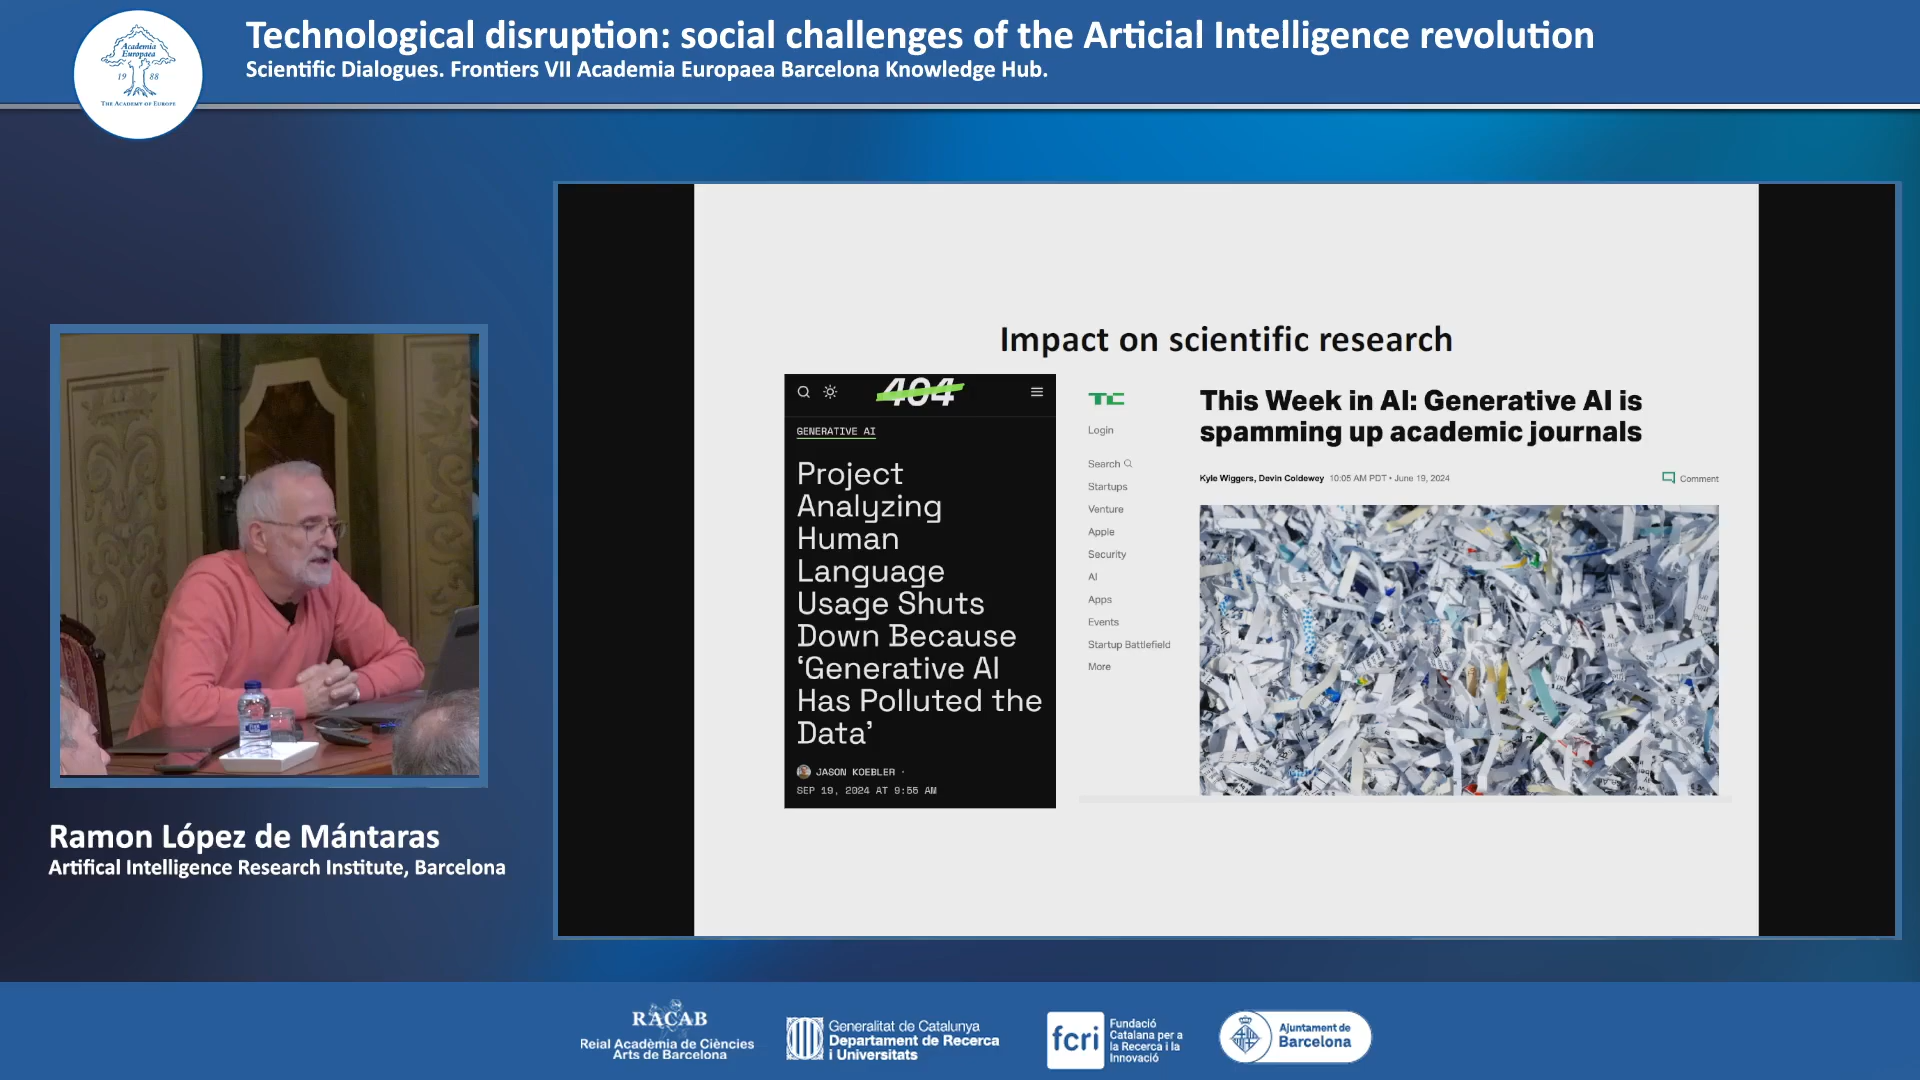 Technological disruption: social challenges of the Articial Intelligence revolution
Scientific Dialogues. Frontiers VII Academia Europaea Barcelona Knowledge Hub.
Academia
Europaea
19 88
THE ACADEMY OF EUROPE
Impact on scientific research
404
GENERATIVE AI
Project
Analyzing
Human
Language
Usage Shuts
Down Because
‘Generative AI
Has Polluted the
Data’
JASON KOEBLER ·
SEP 19, 2024 AT 9:55 AM
TC
Login
Search
Startups
Venture
Apple
Security
AI
Apps
Events
Startup Battlefield
More
This Week in AI: Generative AI is
spamming up academic journals
Kyle Wiggers, Devin Coldewey 10:05 AM PDT • June 19, 2024
Comment
Ramon López de Mántaras
Artifical Intelligence Research Institute, Barcelona
RACAB
Reial Acadèmia de Ciències
Arts de Barcelona
Generalitat de Catalunya
Departament de Recerca
i Universitats
fcri
Fundació
Catalana per a
la Recerca i la
Innovació
Ajuntament de
Barcelona